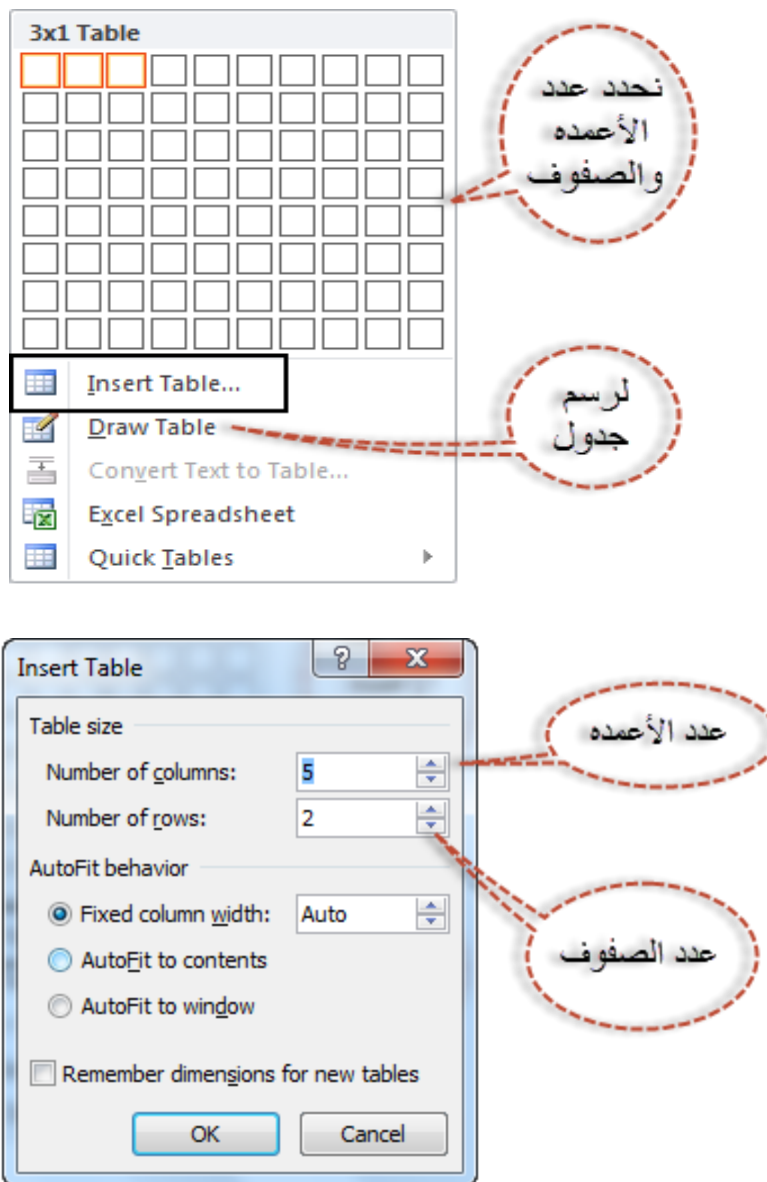 3x1 Table
نحدد عدد
الأعمده
والصفوف
Insert Table...
Draw Table
لرسم
جدول
Convert Text to Table...
Excel Spreadsheet
Quick Tables
Insert Table
Table size
Number of columns: 5
عدد الأعمده
Number of rows: 2
AutoFit behavior
Fixed column width: Auto
عدد الصفوف
AutoFit to contents
AutoFit to window
Remember dimensions for new tables
OK Cancel